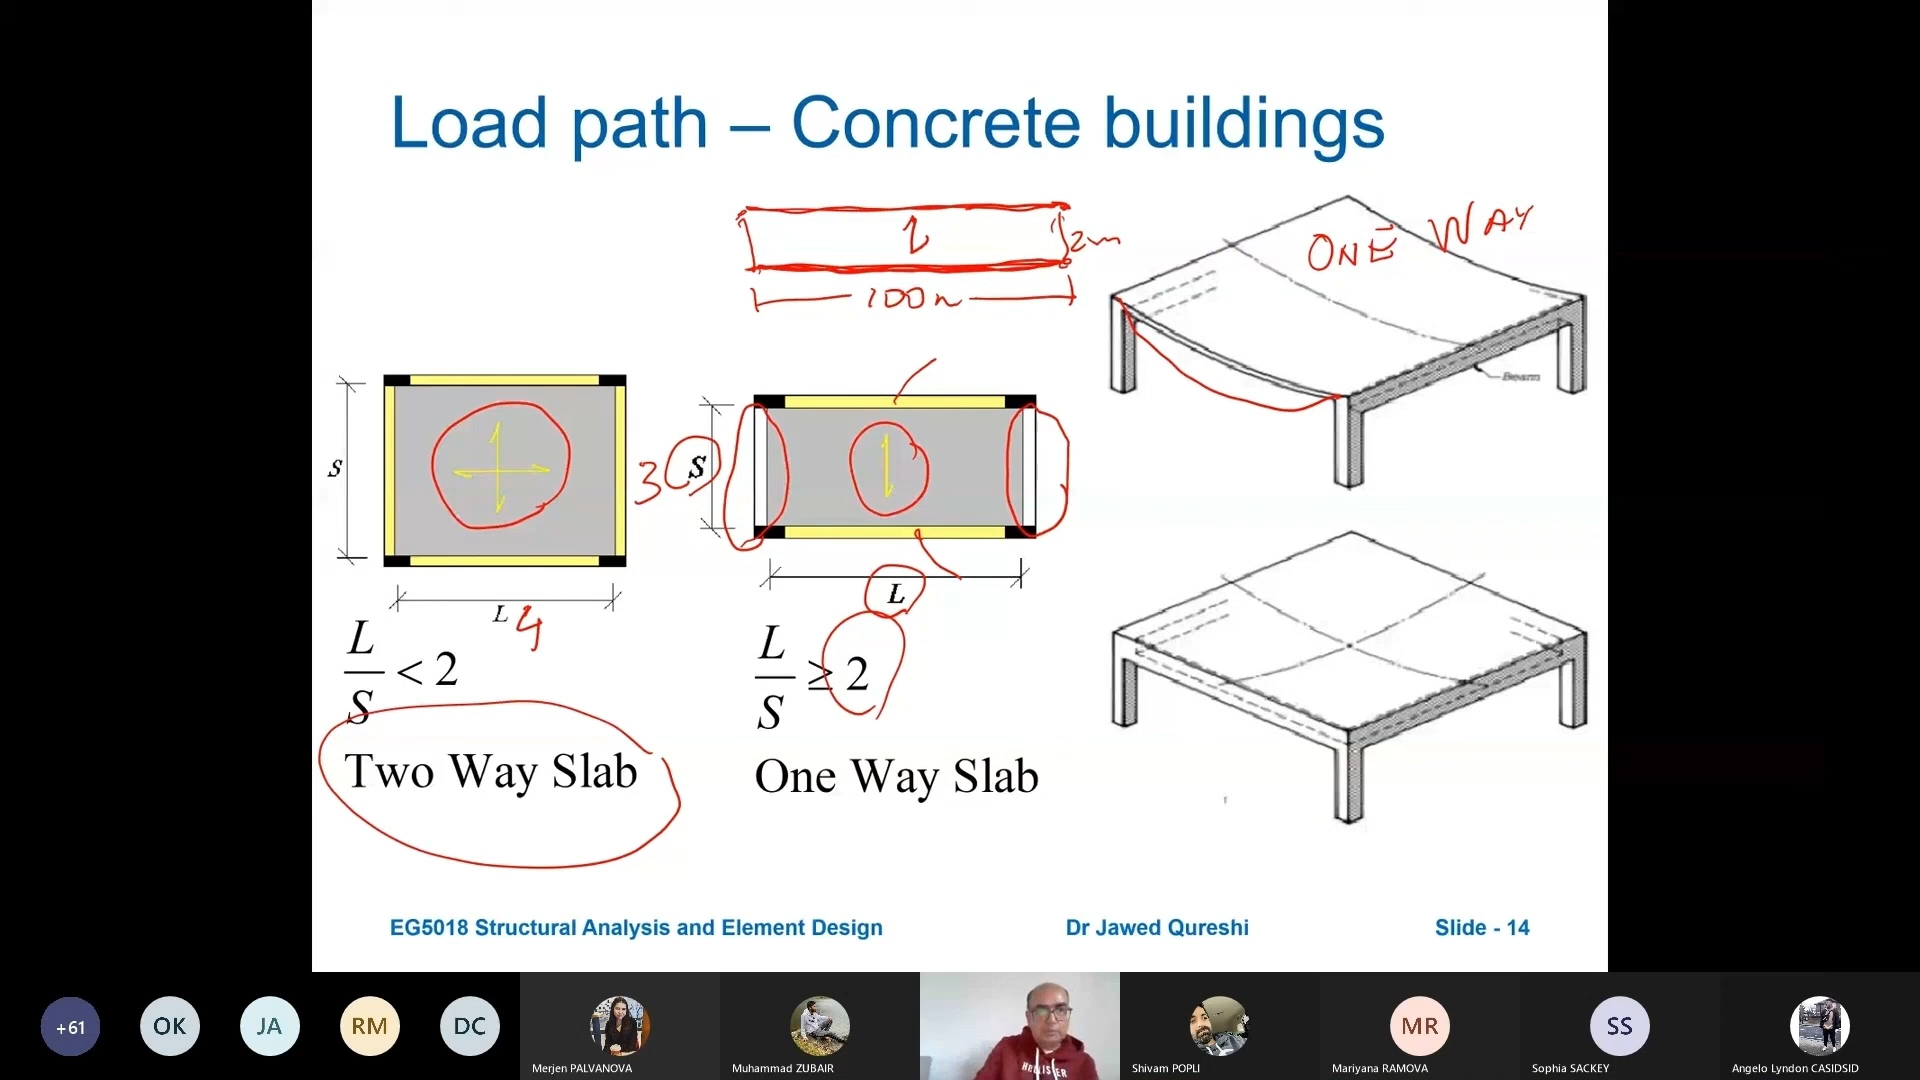 Load path – Concrete buildings
2m
100m
ONE WAY
Beam
S
L 4
3 S
L
L
S
< 2
Two Way Slab
L
S
≥ 2
One Way Slab
EG5018 Structural Analysis and Element Design
Dr Jawed Qureshi
Slide - 14
+61
OK
JA
RM
DC
Merjen PALVANOVA
Muhammad ZUBAIR
Shivam POPLI
MR
Mariyana RAMOVA
SS
Sophia SACKEY
Angelo Lyndon CASIDSID